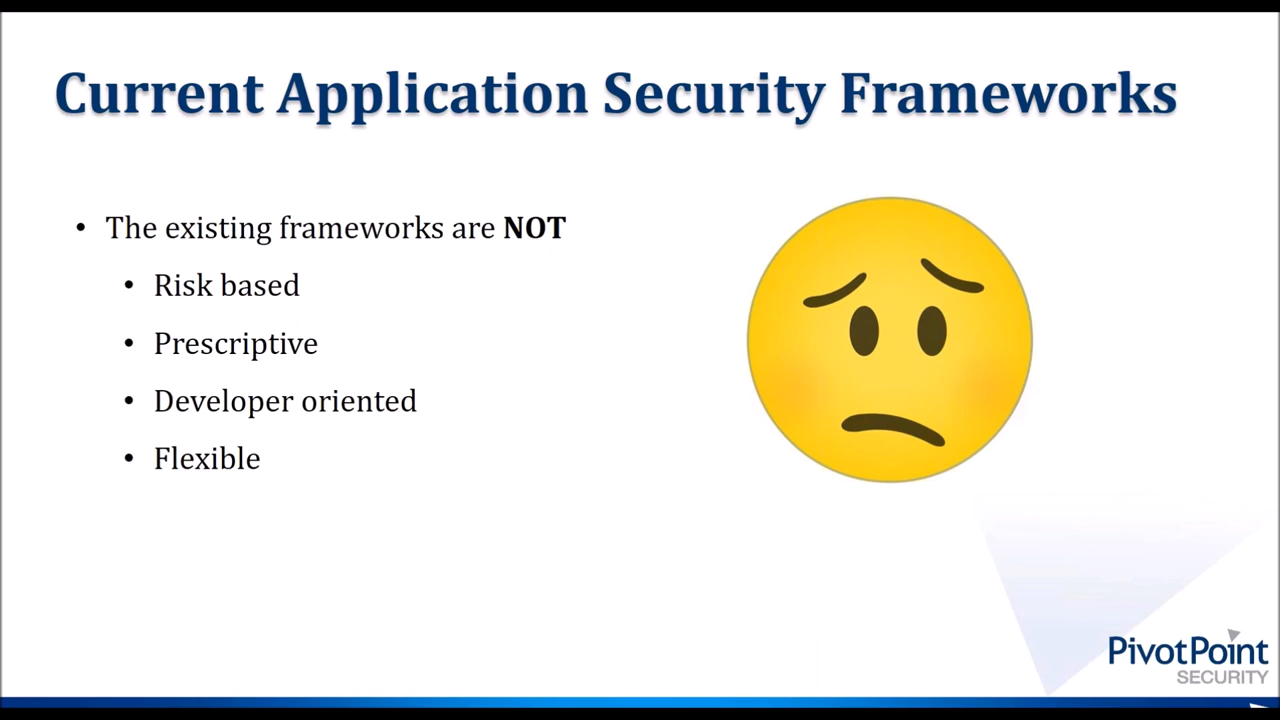 Current Application Security Frameworks
• The existing frameworks are NOT
• Risk based
• Prescriptive
• Developer oriented
• Flexible
PivotPoint
SECURITY